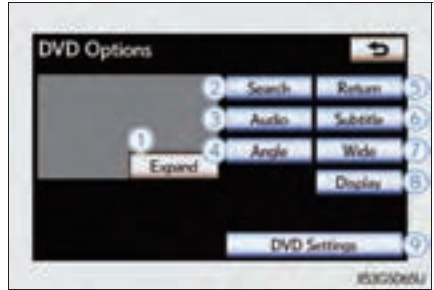 DVD Options
2 Search Return 5
3 Audio Subtitle 6
1
4 Angle Wide 7
Expand
Display 8
DVD Settings 9